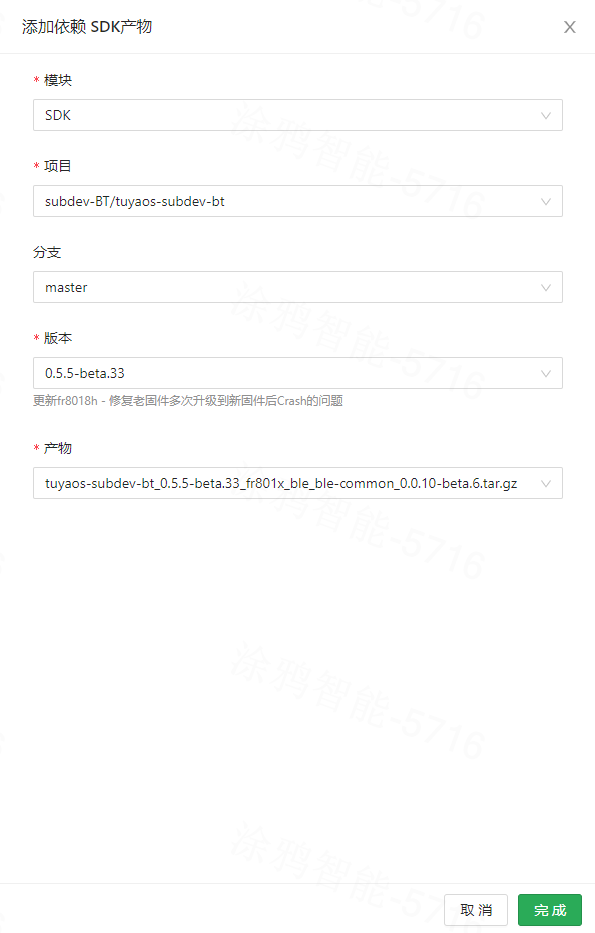 添加依赖 SDK产物
* 模块
SDK
* 项目
subdev-BT/tuyaos-subdev-bt
分支
master
* 版本
0.5.5-beta.33
更新fr8018h - 修复老固件多次升级到新固件后Crash的问题
* 产物
tuyaos-subdev-bt_0.5.5-beta.33_fr801x_ble_ble-common_0.0.10-beta.6.tar.gz
涂鸦智能-5716
涂鸦智能-5716
涂鸦智能-5716
涂鸦智能-5716
涂鸦智能-5716
取 消
完 成